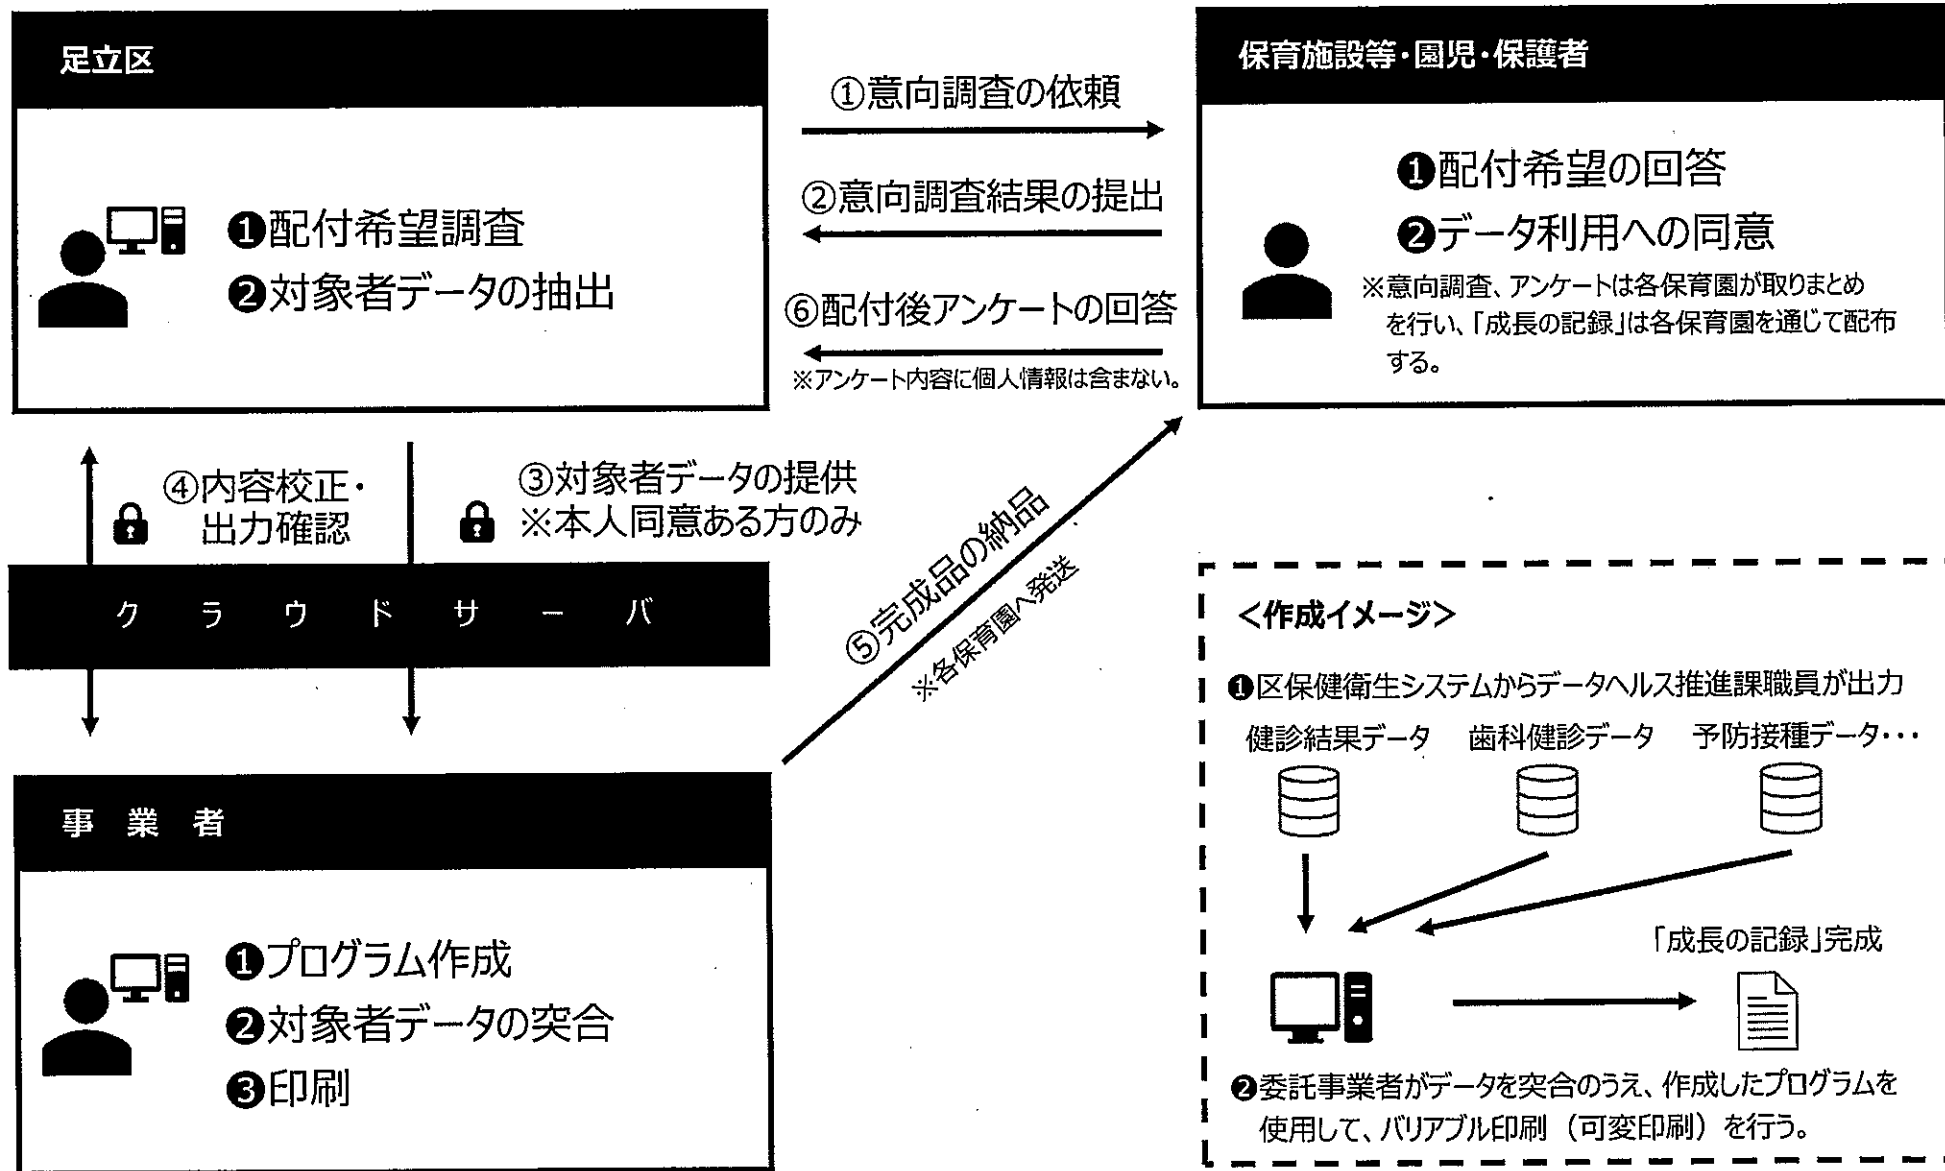 足立区
❶配付希望調査
❷対象者データの抽出
①意向調査の依頼
②意向調査結果の提出
⑥配付後アンケートの回答
※アンケート内容に個人情報は含まない。
保育施設等・園児・保護者
❶配付希望の回答
❷データ利用への同意
※意向調査、アンケートは各保育園が取りまとめ
を行い、「成長の記録」は各保育園を通じて配布
する。
④内容校正・
出力確認
③対象者データの提供
※本人同意ある方のみ
クラウドサーバ
⑤完成品の納品
※各保育園へ発送
事業者
❶プログラム作成
❷対象者データの突合
❸印刷
<作成イメージ>
❶区保健衛生システムからデータヘルス推進課職員が出力
健診結果データ 歯科健診データ 予防接種データ・・・
「成長の記録」完成
❷委託事業者がデータを突合のうえ、作成したプログラムを
使用して、バリアブル印刷（可変印刷）を行う。